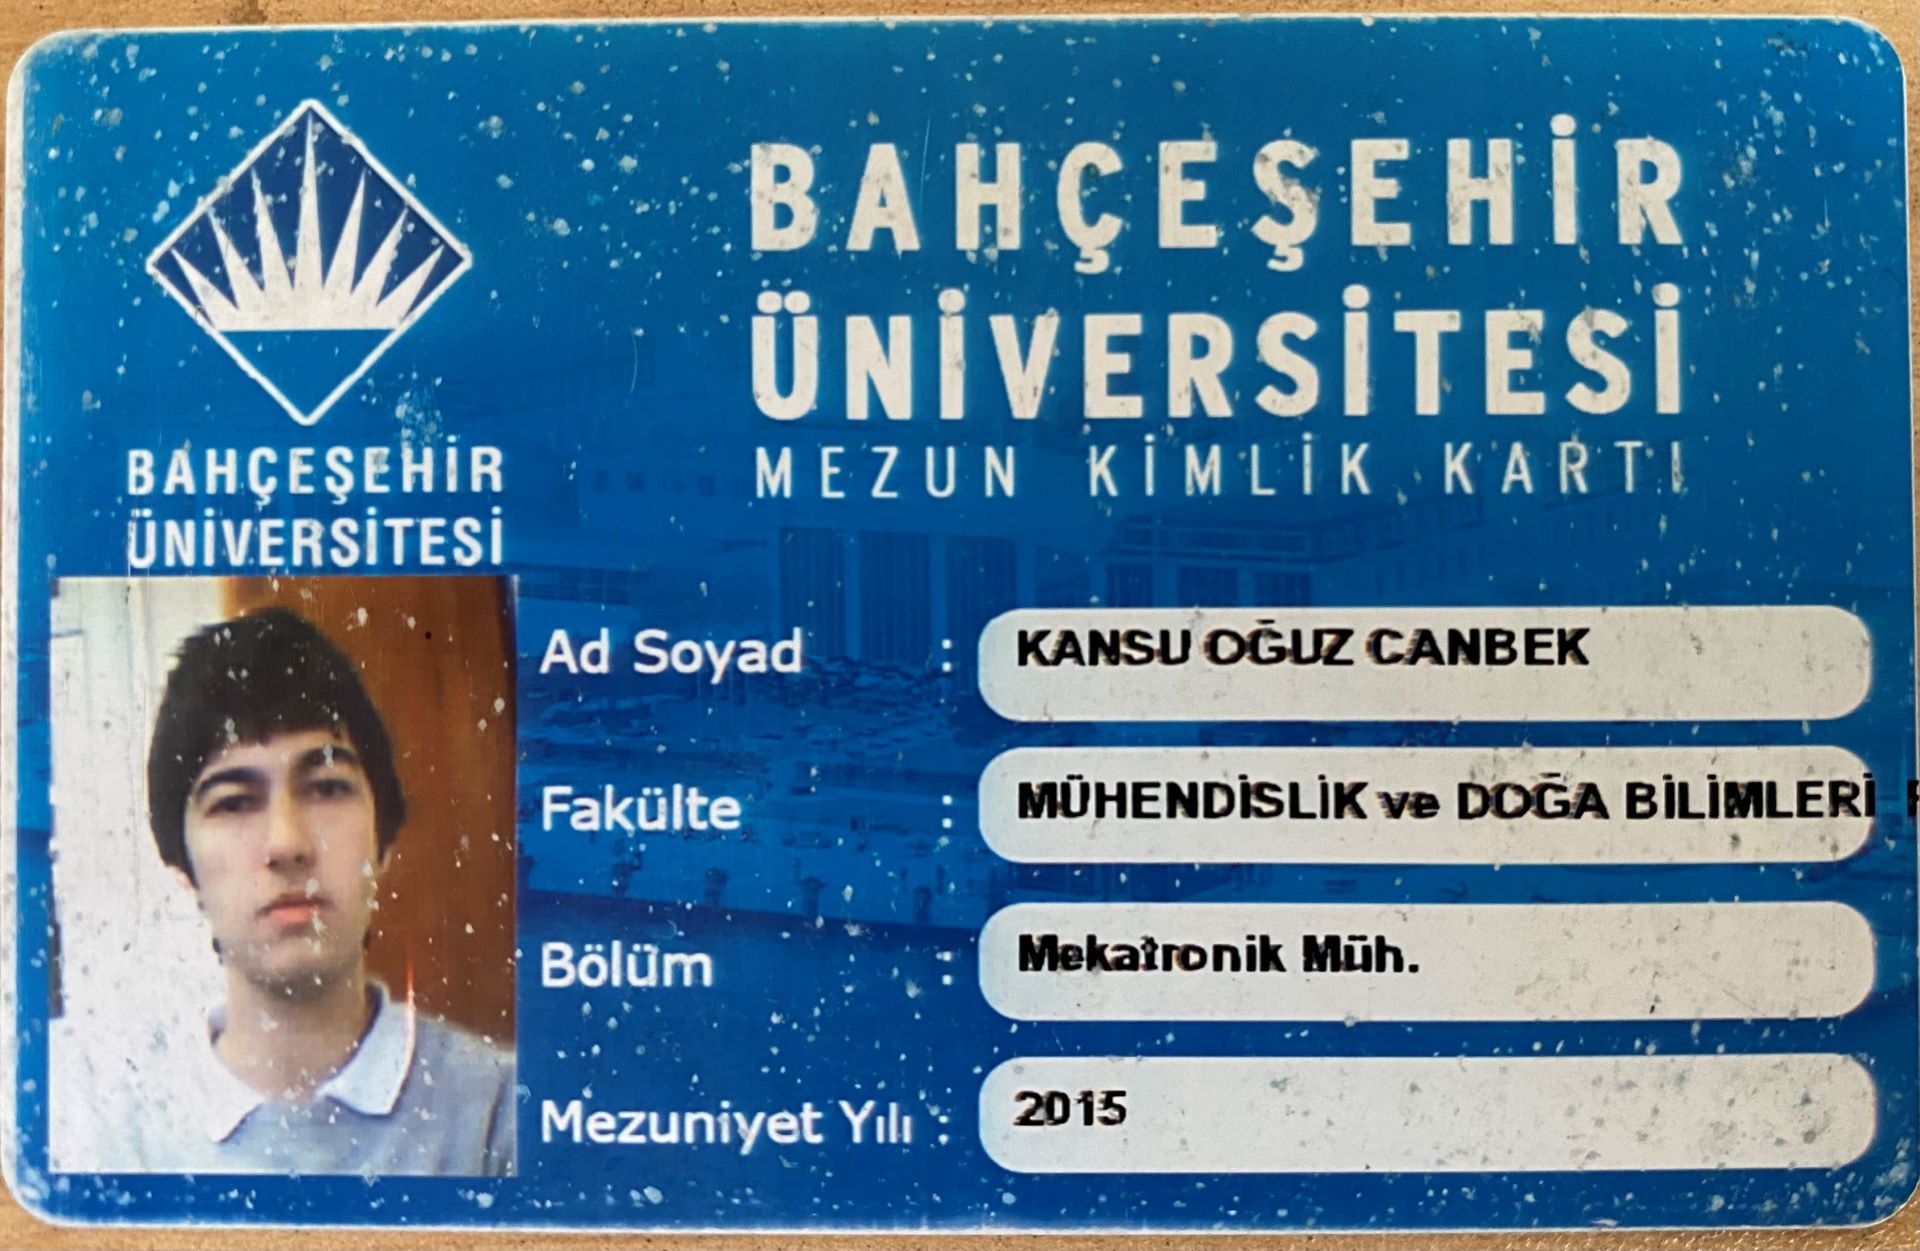 BAHÇEŞEHİR
ÜNİVERSİTESİ
MEZUN KİMLİK KARTI
BAHÇEŞEHİR
ÜNİVERSİTESİ
Ad Soyad : KANSU OĞUZ CANBEK
Fakülte : MÜHENDİSLİK ve DOĞA BİLİMLERİ
Bölüm : Mekatronik Müh.
Mezuniyet Yılı : 2015